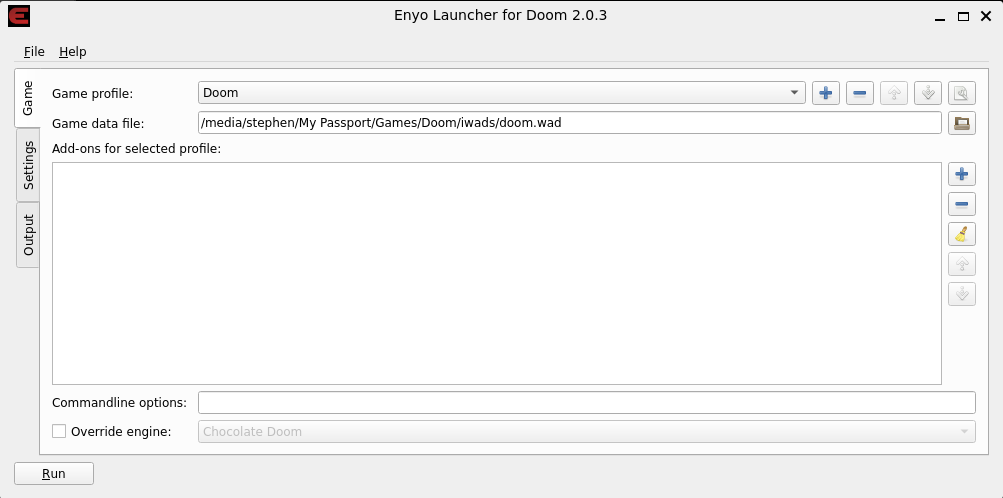 Enyo Launcher for Doom 2.0.3
File Help
Game
Settings
Output
Game profile: Doom
Game data file: /media/stephen/My Passport/Games/Doom/iwads/doom.wad
Add-ons for selected profile:
Commandline options:
Override engine: Chocolate Doom
Run